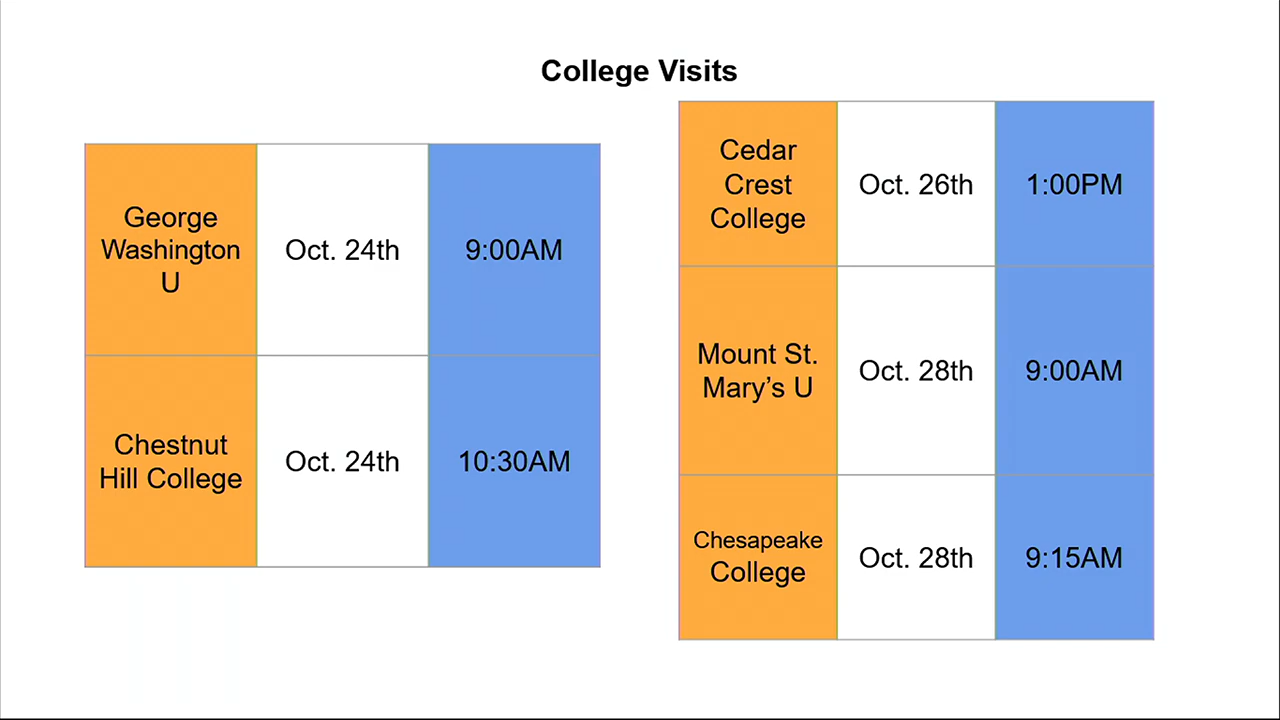 College Visits
George
Washington
U
Oct. 24th
9:00AM
Chestnut
Hill College
Oct. 24th
10:30AM
Cedar
Crest
College
Oct. 26th
1:00PM
Mount St.
Mary’s U
Oct. 28th
9:00AM
Chesapeake
College
Oct. 28th
9:15AM